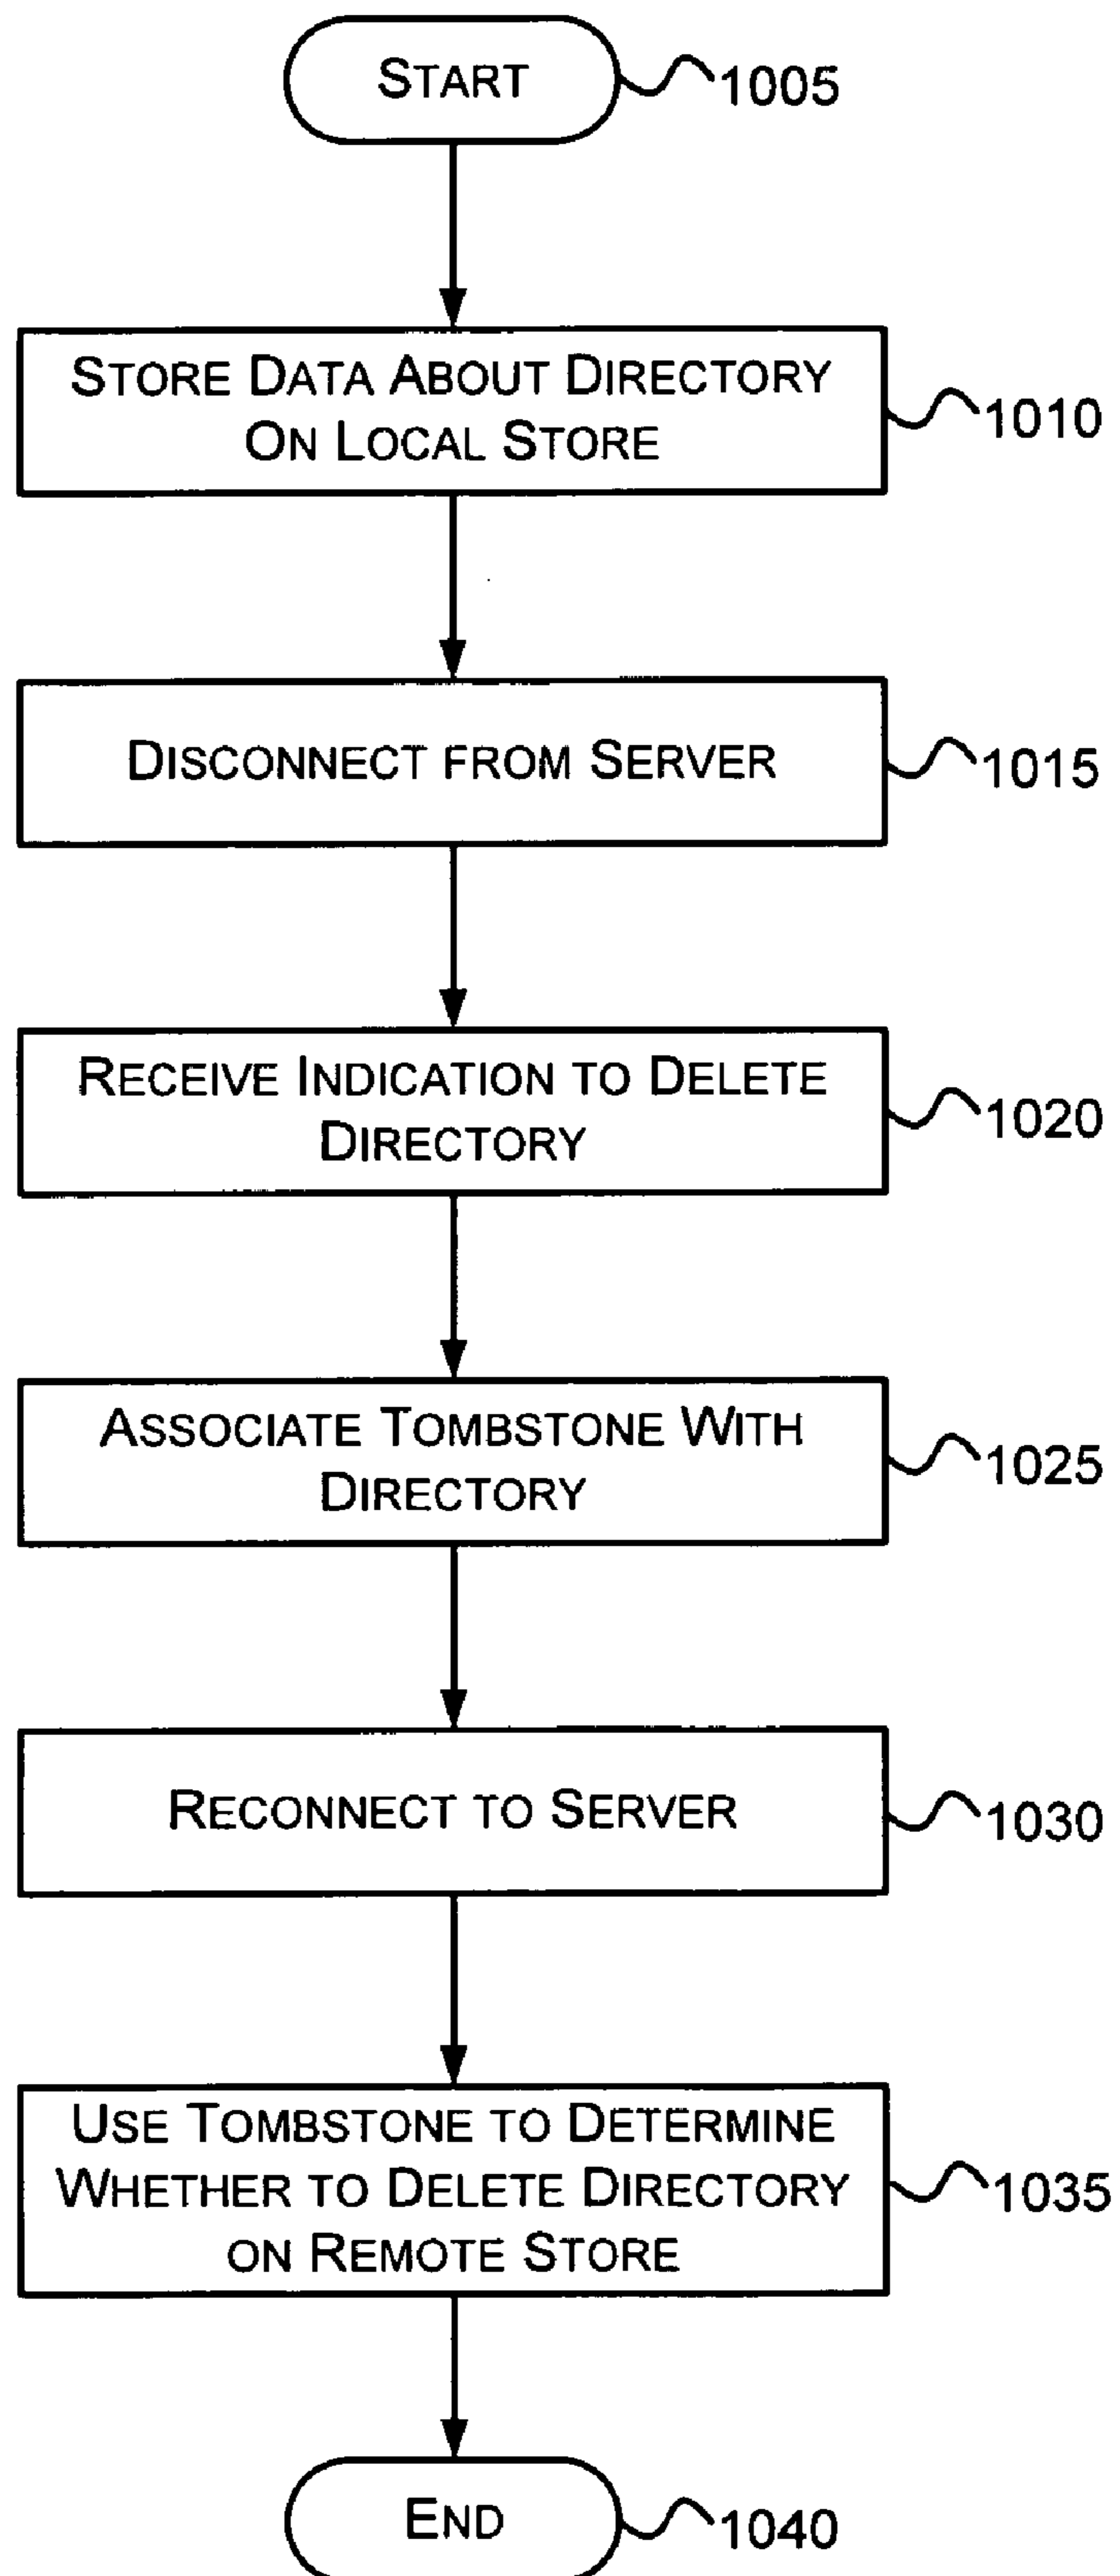 START
1005
STORE DATA ABOUT DIRECTORY
ON LOCAL STORE
1010
DISCONNECT FROM SERVER
1015
RECEIVE INDICATION TO DELETE
DIRECTORY
1020
ASSOCIATE TOMBSTONE WITH
DIRECTORY
1025
RECONNECT TO SERVER
1030
USE TOMBSTONE TO DETERMINE
WHETHER TO DELETE DIRECTORY
ON REMOTE STORE
1035
END
1040